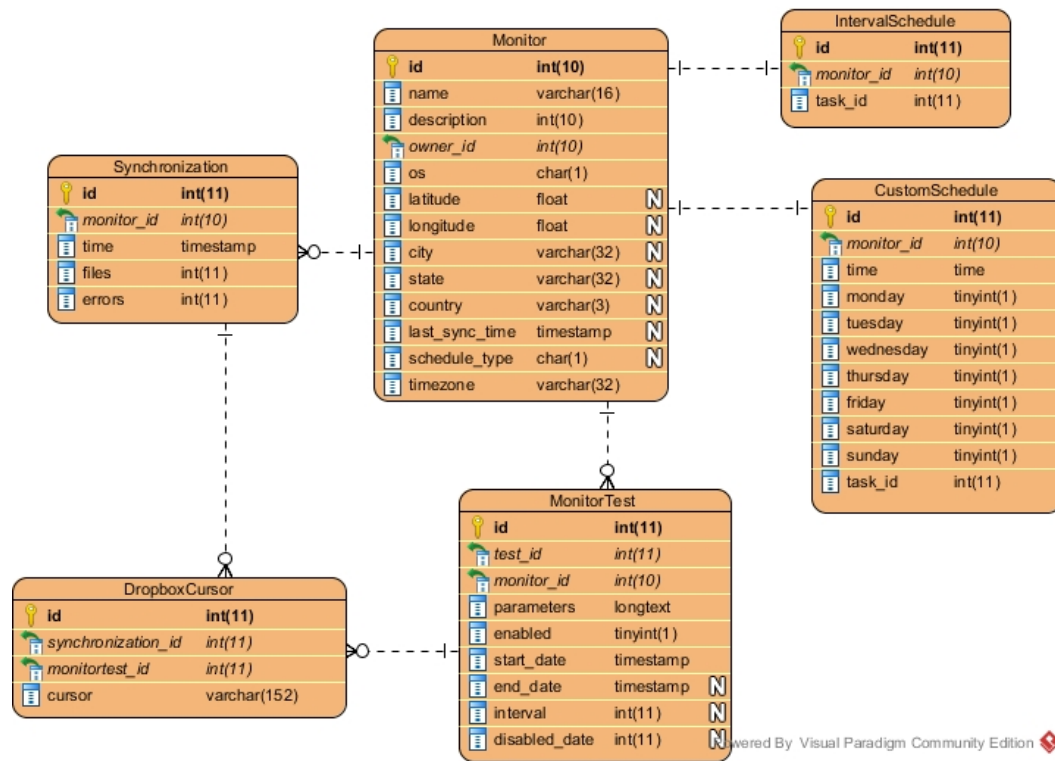 IntervalSchedule
id int(11)
monitor_id int(10)
task_id int(11)
Monitor
id int(10)
name varchar(16)
description int(10)
owner_id int(10)
os char(1)
latitude float N
longitude float N
city varchar(32) N
state varchar(32) N
country varchar(3) N
last_sync_time timestamp N
schedule_type char(1) N
timezone varchar(32)
Synchronization
id int(11)
monitor_id int(10)
time timestamp
files int(11)
errors int(11)
CustomSchedule
id int(11)
monitor_id int(10)
time time
monday tinyint(1)
tuesday tinyint(1)
wednesday tinyint(1)
thursday tinyint(1)
friday tinyint(1)
saturday tinyint(1)
sunday tinyint(1)
task_id int(11)
MonitorTest
id int(11)
test_id int(11)
monitor_id int(10)
parameters longtext
enabled tinyint(1)
start_date timestamp
end_date timestamp N
interval int(11) N
disabled_date int(11) N
DropboxCursor
id int(11)
synchronization_id int(11)
monitortest_id int(11)
cursor varchar(152)
wered By Visual Paradigm Community Edition